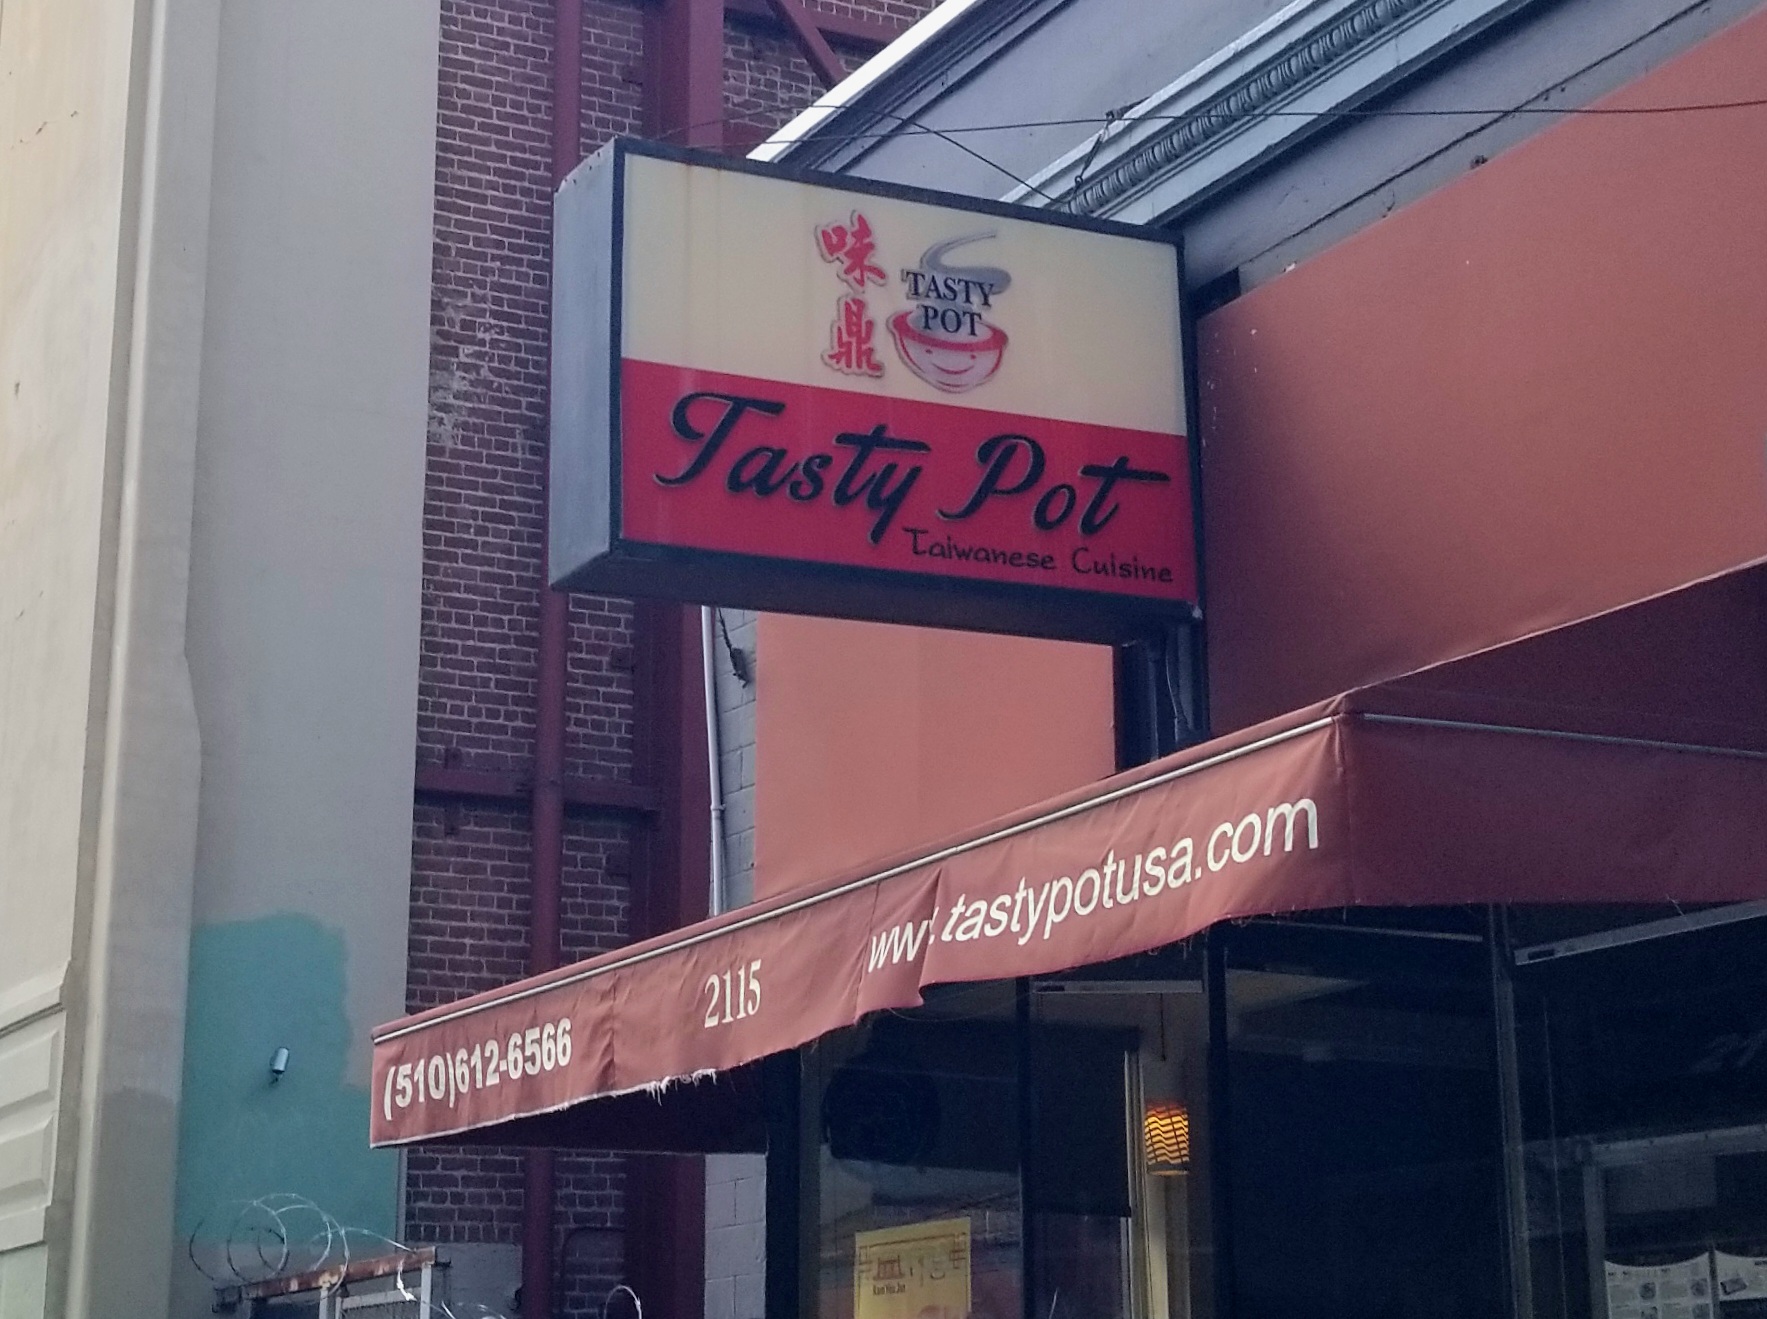 味鼎
TASTY
POT
Tasty Pot
Taiwanese Cuisine
www.tastypotusa.com
2115
(510)612-6566